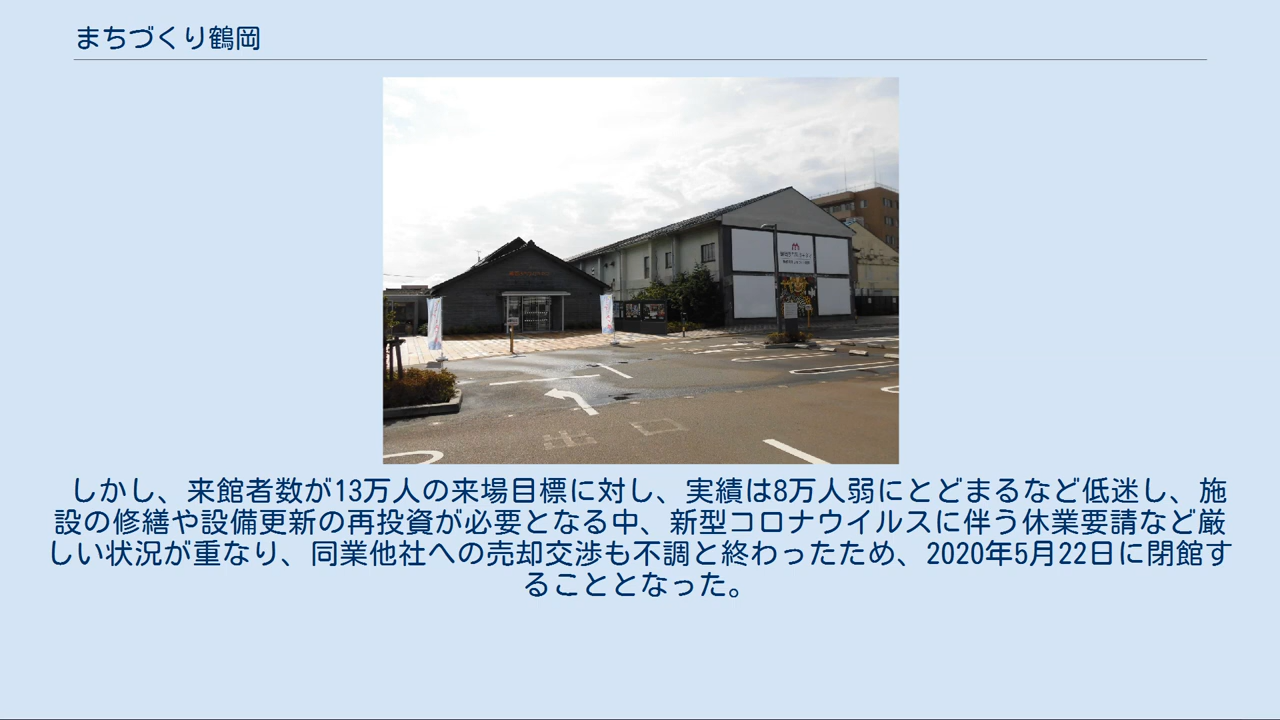 まちづくり鶴岡
出口
しかし、来館者数が13万人の来場目標に対し、実績は8万人弱にとどまるなど低迷し、施
設の修繕や設備更新の再投資が必要となる中、新型コロナウイルスに伴う休業要請など厳
しい状況が重なり、同業他社への売却交渉も不調と終わったため、2020年5月22日に閉館す
ることとなった。